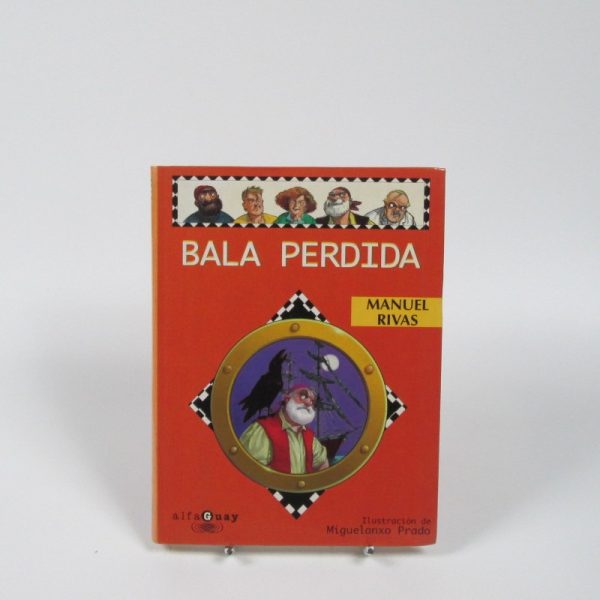 BALA PERDIDA
MANUEL
RIVAS
alfaGuay
Ilustración de
Miguelanxo Prado